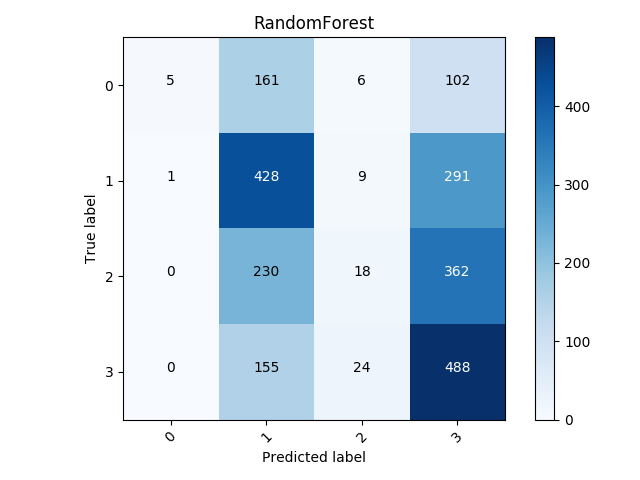 RandomForest
0 5 161 6 102
1 1 428 9 291
2 0 230 18 362
3 0 155 24 488
0 1 2 3
True label
Predicted label
400
300
200
100
0